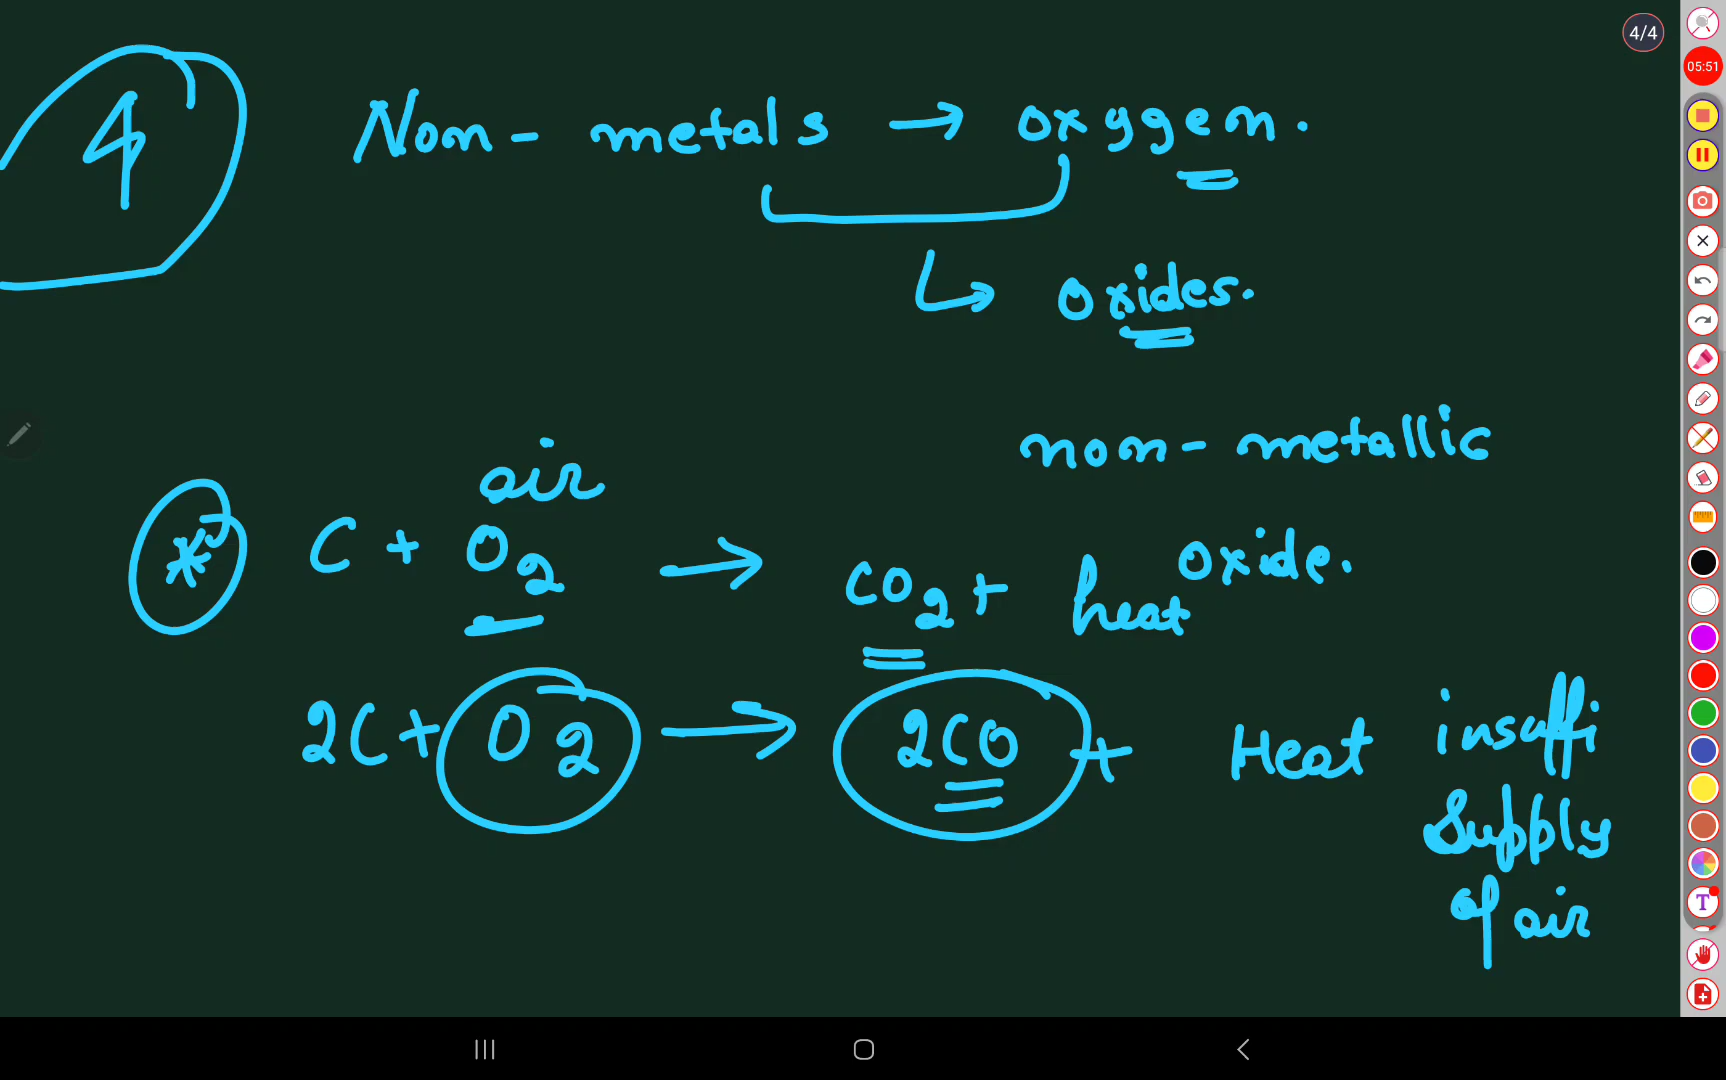 4/4
05:51
4
Non-metals → oxygen.
↳ oxides.
non-metallic
oxide.
air
* C + O₂ → CO₂ + heat
2C + O₂ → 2CO + Heat
insuffi
supply
of air
T